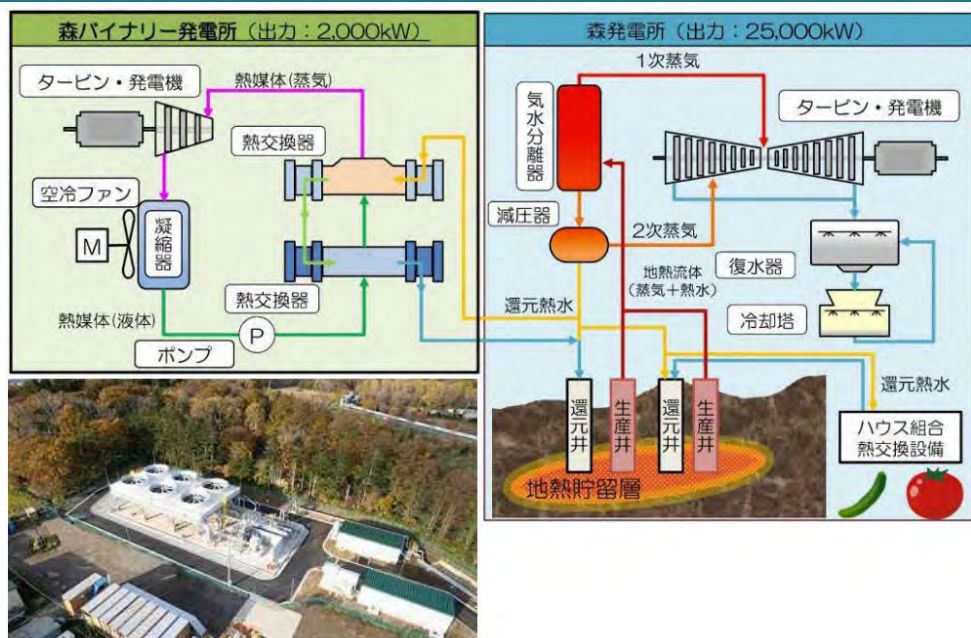 森バイナリー発電所（出力：2,000kW）
タービン・発電機
熱媒体(蒸気)
熱交換器
空冷ファン
M
凝縮器
熱交換器
熱媒体(液体)
P
ポンプ
森発電所（出力：25,000kW）
1次蒸気
気水分離器
タービン・発電機
減圧器
2次蒸気
復水器
地熱流体
（蒸気＋熱水）
還元熱水
冷却塔
還元熱水
還元井
生産井
還元井
生産井
ハウス組合
熱交換設備
地熱貯留層